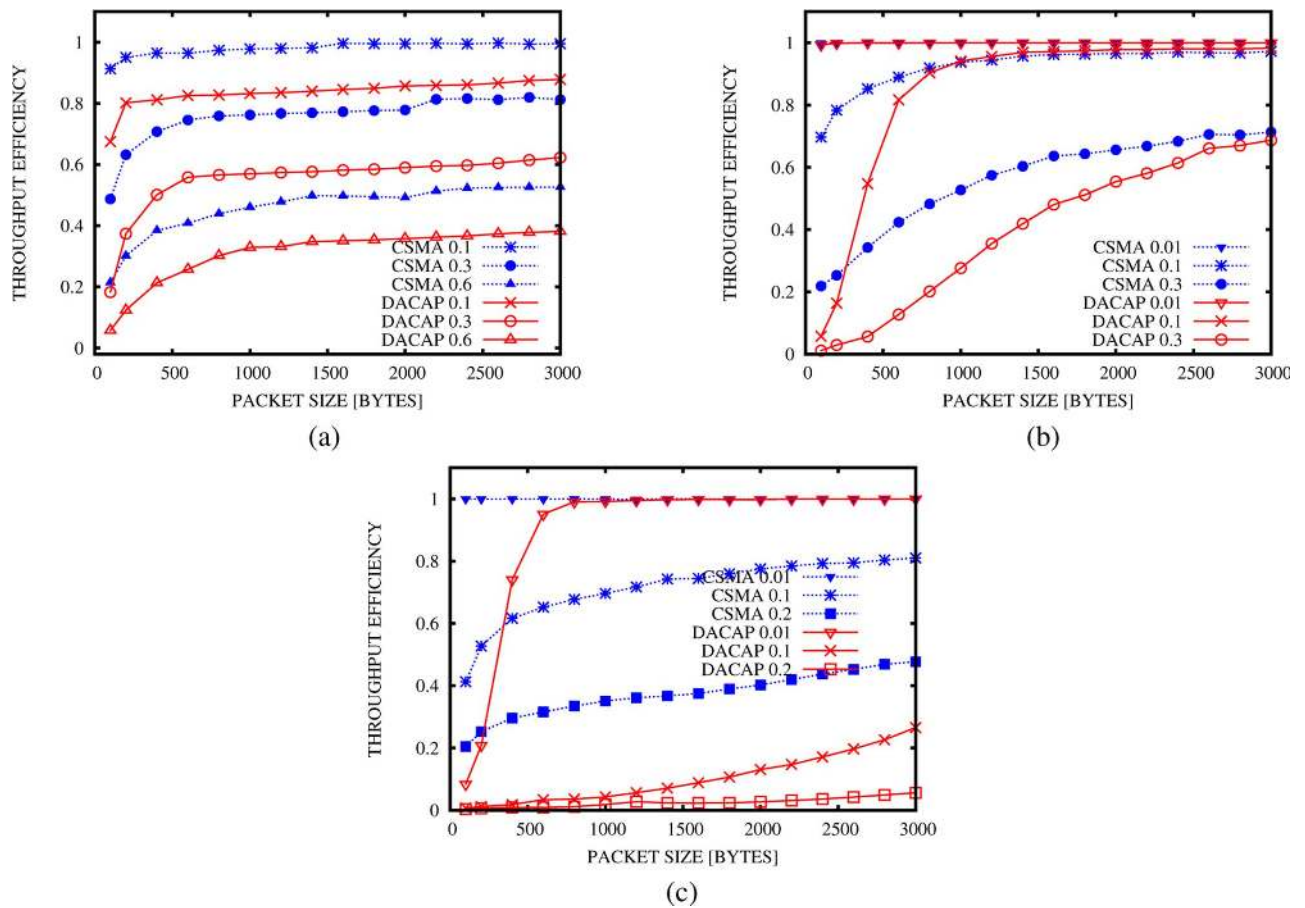 1
0.8
0.6
0.4
0.2
0
THROUGHPUT EFFICIENCY
CSMA 0.1
CSMA 0.3
CSMA 0.6
DACAP 0.1
DACAP 0.3
DACAP 0.6
0 500 1000 1500 2000 2500 3000
PACKET SIZE [BYTES]
(a)
1
0.8
0.6
0.4
0.2
0
THROUGHPUT EFFICIENCY
CSMA 0.01
CSMA 0.1
CSMA 0.3
DACAP 0.01
DACAP 0.1
DACAP 0.3
0 500 1000 1500 2000 2500 3000
PACKET SIZE [BYTES]
(b)
1
0.8
0.6
0.4
0.2
0
THROUGHPUT EFFICIENCY
CSMA 0.01
CSMA 0.1
CSMA 0.2
DACAP 0.01
DACAP 0.1
DACAP 0.2
0 500 1000 1500 2000 2500 3000
PACKET SIZE [BYTES]
(c)